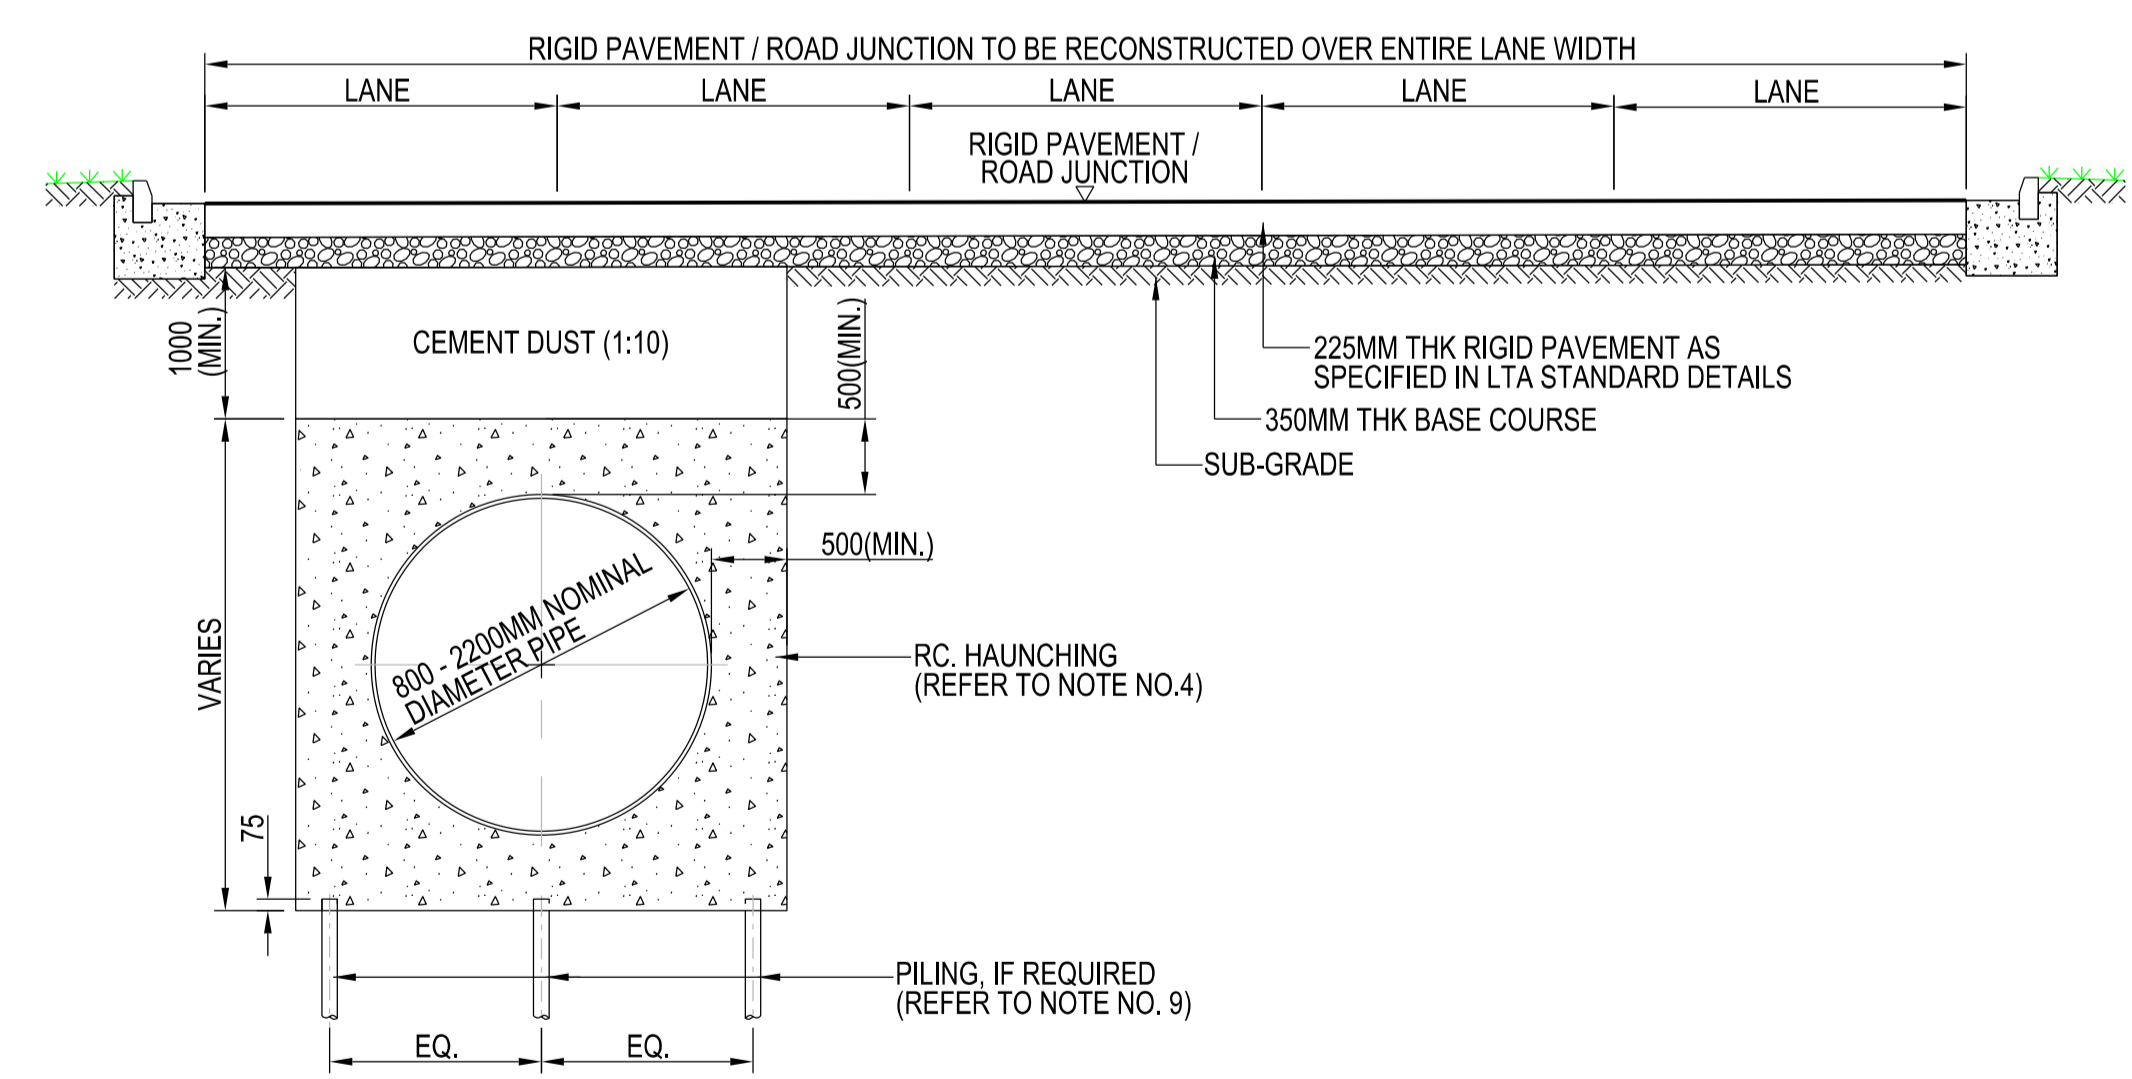 RIGID PAVEMENT / ROAD JUNCTION TO BE RECONSTRUCTED OVER ENTIRE LANE WIDTH
LANE
LANE
LANE
LANE
LANE
RIGID PAVEMENT /
ROAD JUNCTION
1000
(MIN.)
CEMENT DUST (1:10)
500(MIN.)
225MM THK RIGID PAVEMENT AS
SPECIFIED IN LTA STANDARD DETAILS
350MM THK BASE COURSE
SUB-GRADE
500(MIN.)
800 - 2200MM NOMINAL
DIAMETER PIPE
VARIES
RC. HAUNCHING
(REFER TO NOTE NO.4)
75
PILING, IF REQUIRED
(REFER TO NOTE NO. 9)
EQ.
EQ.